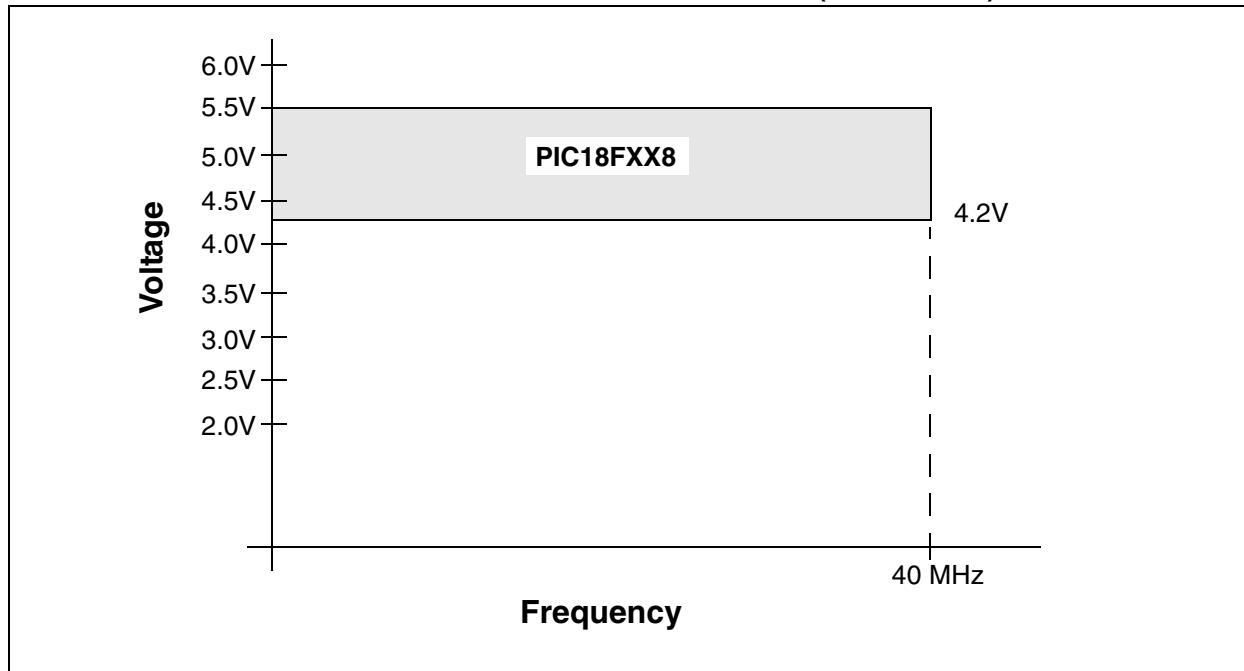 6.0V
5.5V
5.0V
PIC18FXX8
4.5V
4.2V
4.0V
3.5V
3.0V
2.5V
2.0V
Voltage
40 MHz
Frequency